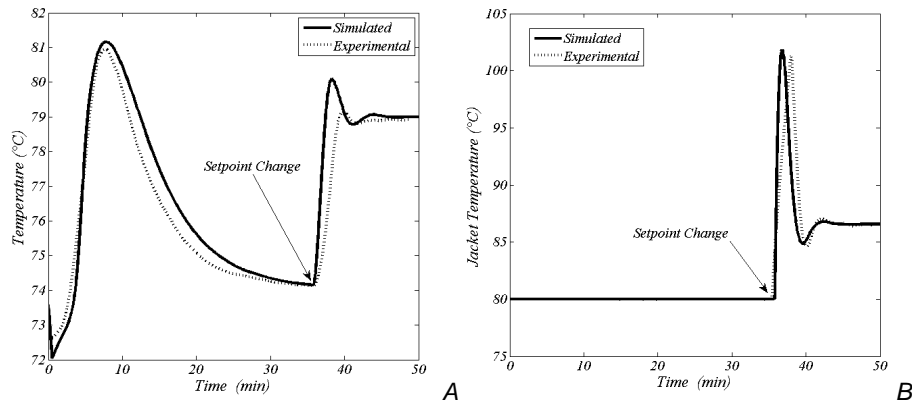 Simulated
Experimental
Temperature (°C)
82
81
80
79
78
77
76
75
74
73
72
Setpoint Change
0 10 20 30 40 50
Time (min)
A
Simulated
Experimental
Jacket Temperature (°C)
105
100
95
90
85
80
75
Setpoint Change
0 10 20 30 40 50
Time (min)
B